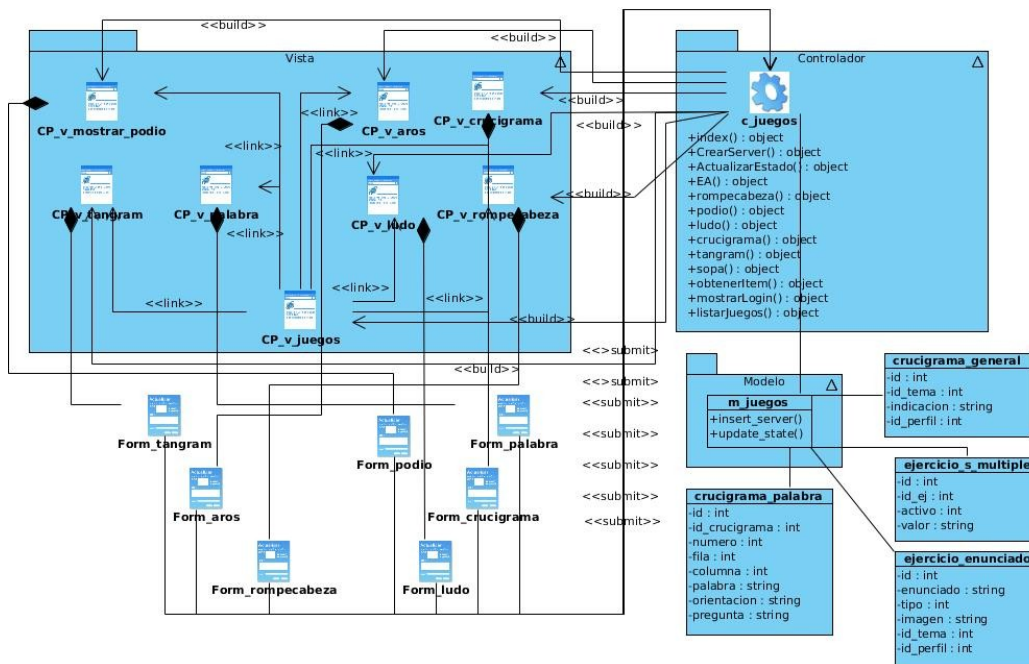 <<build>>
<<build>>
Vista
Controlador
CP_v_mostrar_podio
<<link>>
CP_v_aros
CP_v_crucigrama
<<build>>
c_juegos
+index() : object
+CrearServer() : object
+ActualizarEstado() : object
+EA() : object
+rompecabeza() : object
+podio() : object
+ludo() : object
+crucigrama() : object
+tangram() : object
+sopa() : object
+obtenerItem() : object
+mostrarLogin() : object
+listarJuegos() : object
<<link>>
<<link>>
<<build>>
CP_v_tangram
CP_v_palabra
CP_v_ludo
CP_v_rompecabeza
<<link>>
<<link>>
<<link>>
<<build>>
CP_v_juegos
<<>submit>
<<build>>
<<>submit>
<<submit>>
<<submit>>
<<submit>>
<<submit>>
<<submit>>
Form_tangram
Form_podio
Form_palabra
Form_aros
Form_crucigrama
Form_rompecabeza
Form_ludo
Modelo
m_juegos
+insert_server()
+update_state()
crucigrama_general
-id : int
-id_tema : int
-indicacion : string
-id_perfil : int
ejercicio_s_multiple
-id : int
-id_ej : int
-activo : int
-valor : string
crucigrama_palabra
-id : int
-id_crucigrama : int
-numero : int
-fila : int
-columna : int
-palabra : string
-orientacion : string
-pregunta : string
ejercicio_enunciado
-id : int
-enunciado : string
-tipo : int
-imagen : string
-id_tema : int
-id_perfil : int